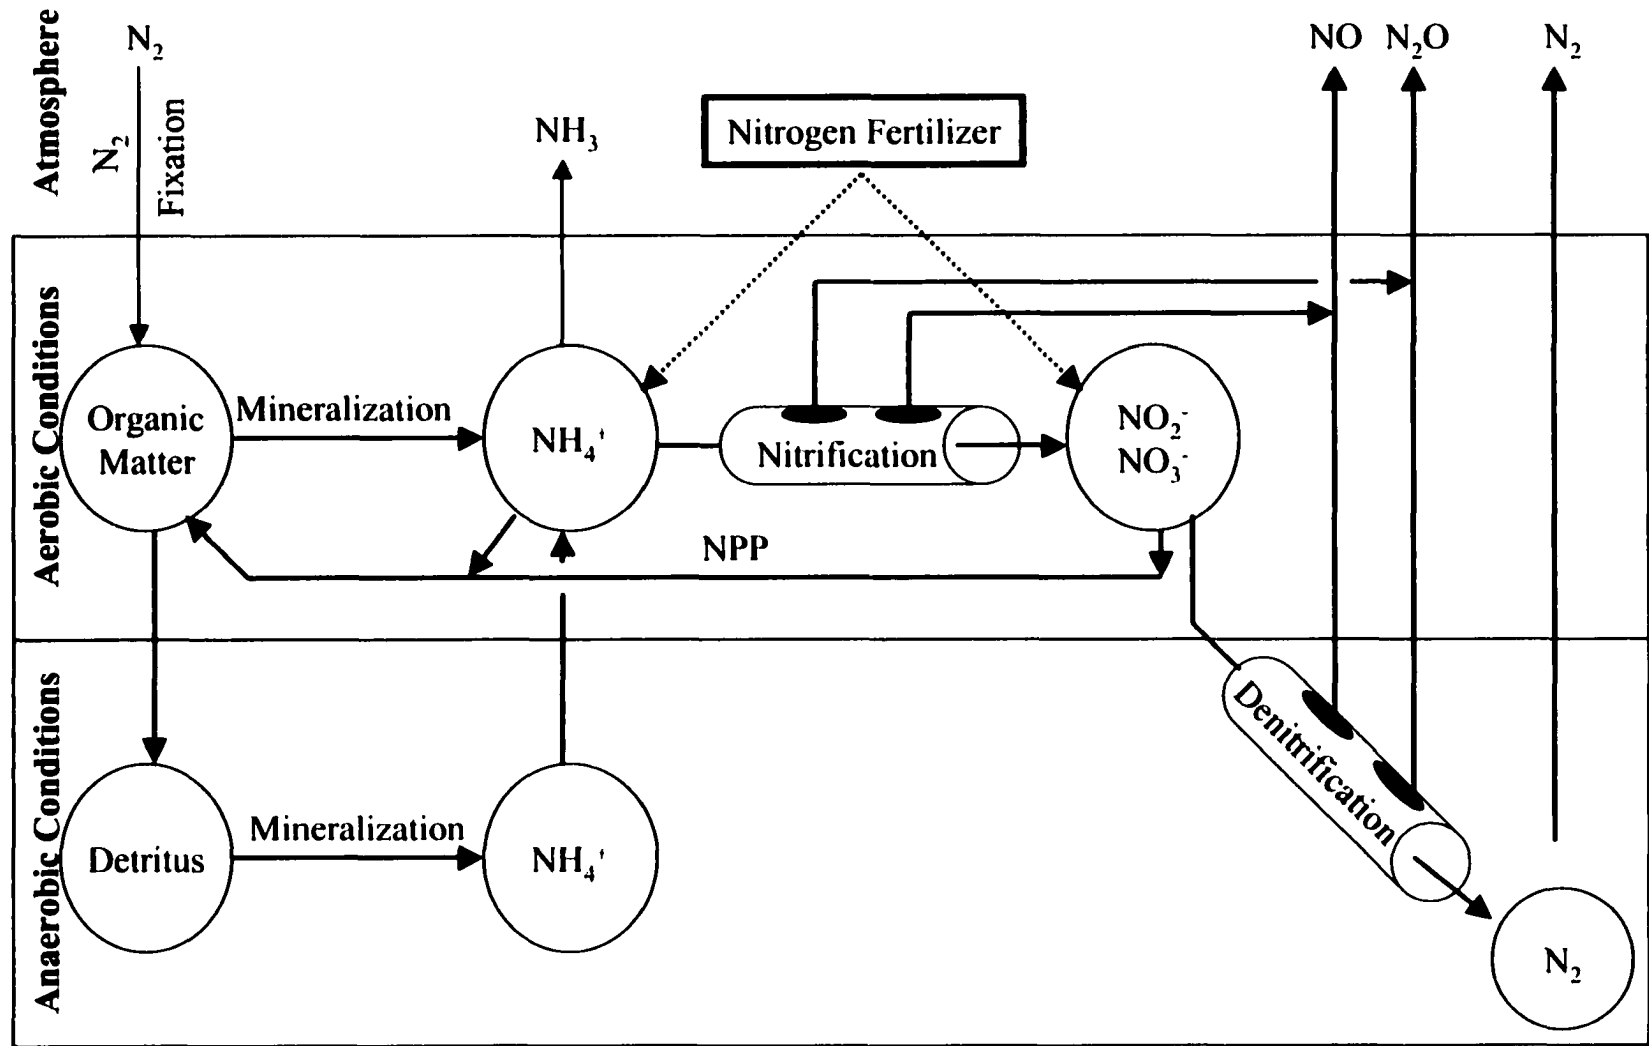 Atmosphere
N₂
N₂
Fixation
NH₃
Nitrogen Fertilizer
NO
N₂O
N₂
Aerobic Conditions
Organic
Matter
Mineralization
NH₄⁺
Nitrification
NO₂⁻
NO₃⁻
NPP
Anaerobic Conditions
Detritus
Mineralization
NH₄⁺
Denitrification
N₂